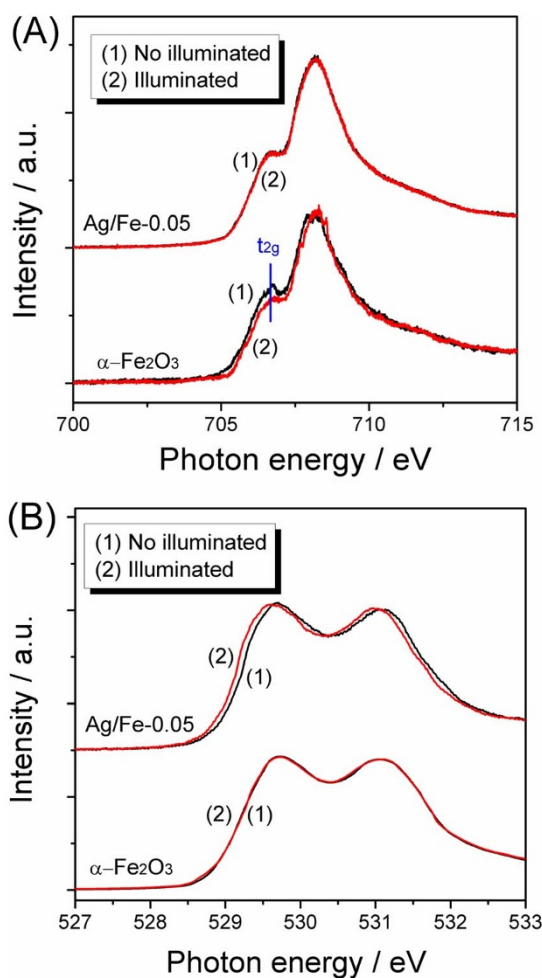 (A)
(1) No illuminated
(2) Illuminated
(1)
(2)
Ag/Fe-0.05
t2g
(1)
(2)
α–Fe2O3
Intensity / a.u.
700 705 710 715
Photon energy / eV
(B)
(1) No illuminated
(2) Illuminated
(2)
(1)
Ag/Fe-0.05
(2) (1)
α–Fe2O3
Intensity / a.u.
527 528 529 530 531 532 533
Photon energy / eV